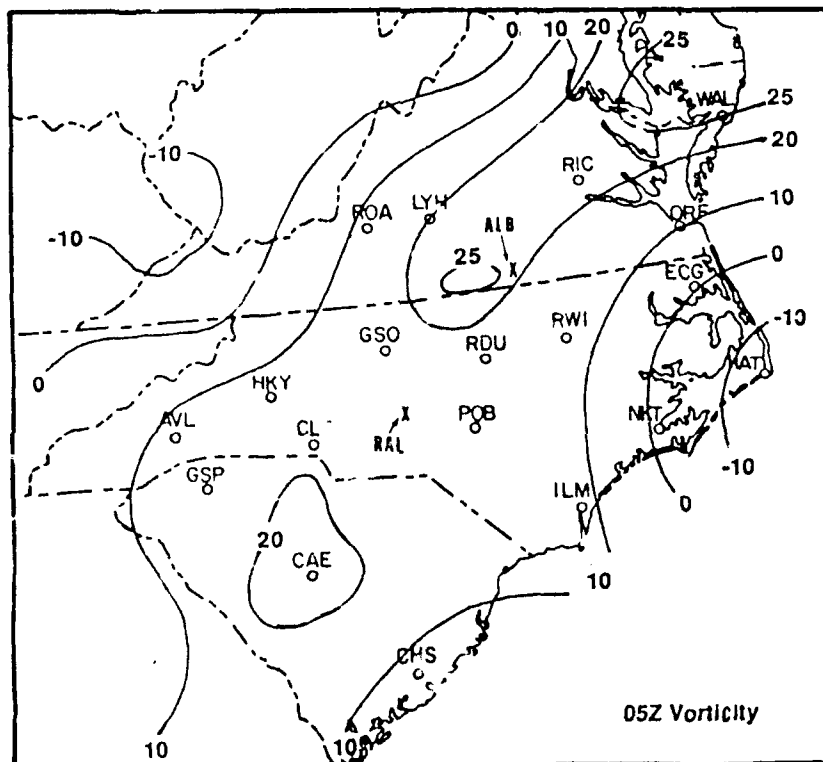 0 10 20 25
WAL
25
-10
RIC
20
ROA
LYH
ALB
ORF
10
-10
25
X
ECG
0
GSO
RDU
RWI
-10
0
HKY
HAT
AVL
CL
X
RAL
POB
NKT
-10
GSP
ILM
0
20
CAE
10
CHS
05Z Vorticity
10
10